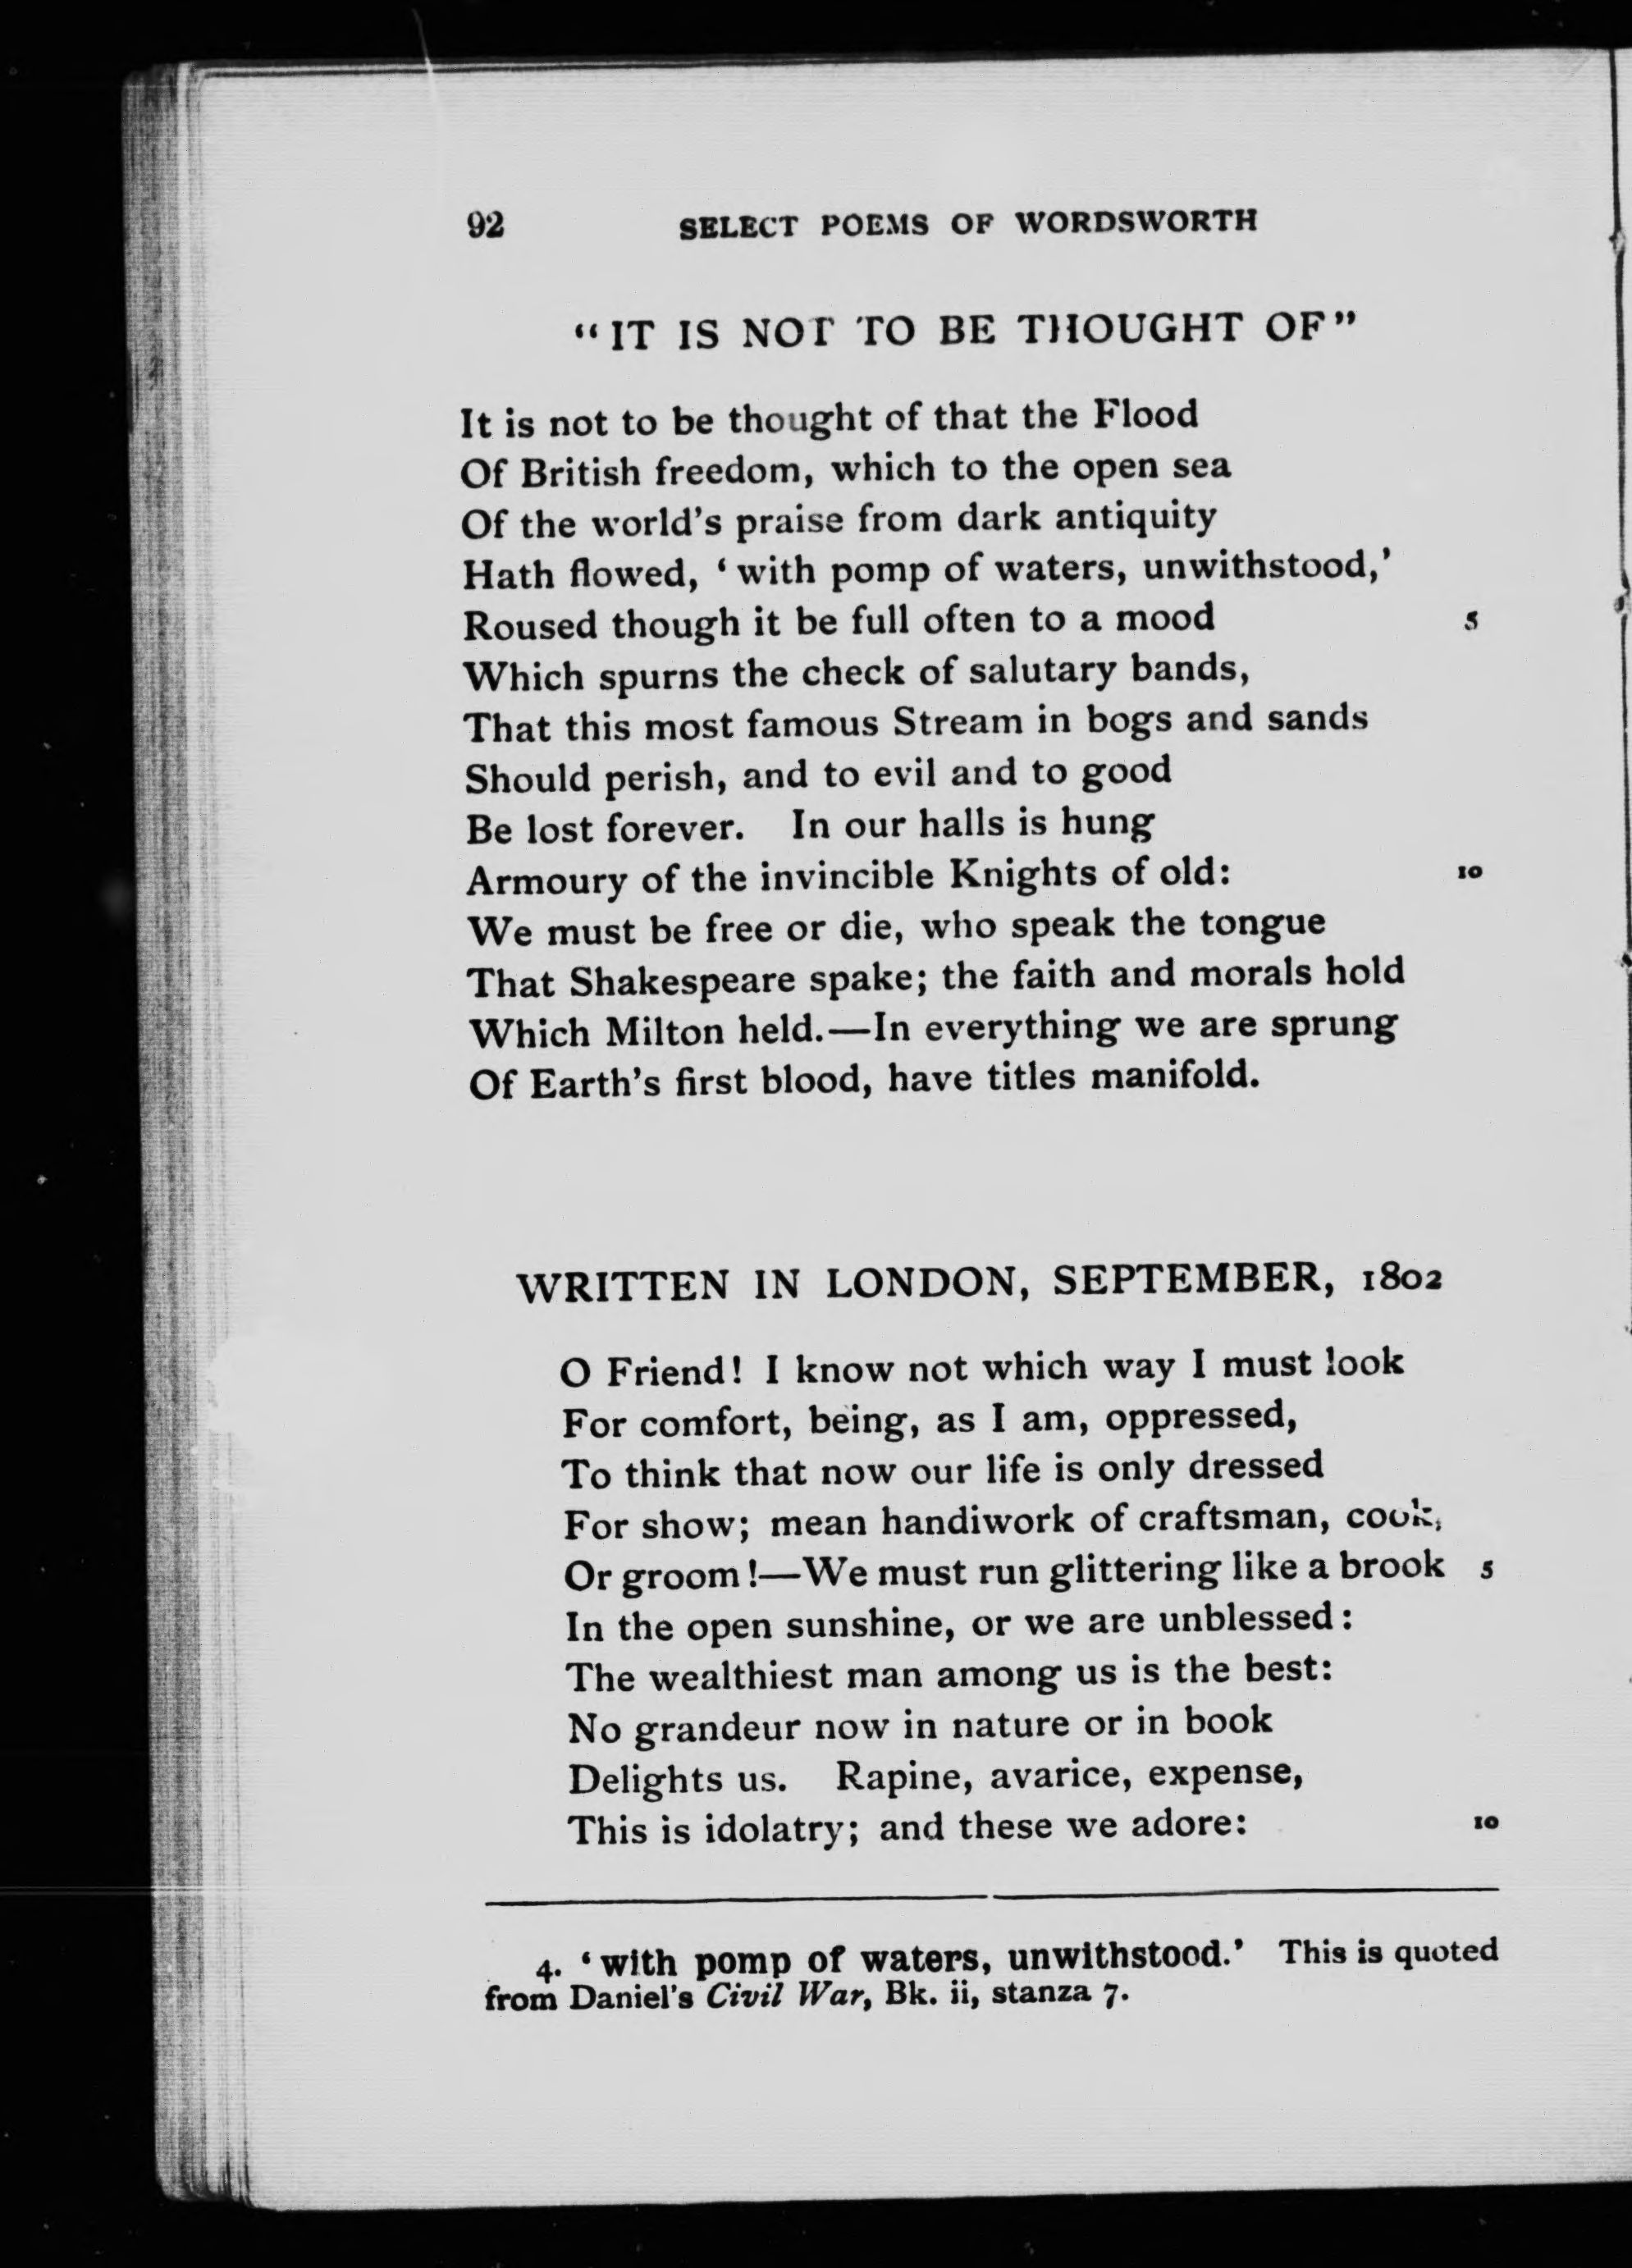 92 SELECT POEMS OF WORDSWORTH
“IT IS NOT TO BE THOUGHT OF”
It is not to be thought of that the Flood
Of British freedom, which to the open sea
Of the world's praise from dark antiquity
Hath flowed, ‘with pomp of waters, unwithstood,’
Roused though it be full often to a mood 5
Which spurns the check of salutary bands,
That this most famous Stream in bogs and sands
Should perish, and to evil and to good
Be lost forever. In our halls is hung
Armoury of the invincible Knights of old: 10
We must be free or die, who speak the tongue
That Shakespeare spake; the faith and morals hold
Which Milton held.—In everything we are sprung
Of Earth's first blood, have titles manifold.
WRITTEN IN LONDON, SEPTEMBER, 1802
O Friend! I know not which way I must look
For comfort, being, as I am, oppressed,
To think that now our life is only dressed
For show; mean handiwork of craftsman, cook,
Or groom!—We must run glittering like a brook 5
In the open sunshine, or we are unblessed:
The wealthiest man among us is the best:
No grandeur now in nature or in book
Delights us. Rapine, avarice, expense,
This is idolatry; and these we adore: 10
4. ‘with pomp of waters, unwithstood.’ This is quoted
from Daniel's Civil War, Bk. ii, stanza 7.